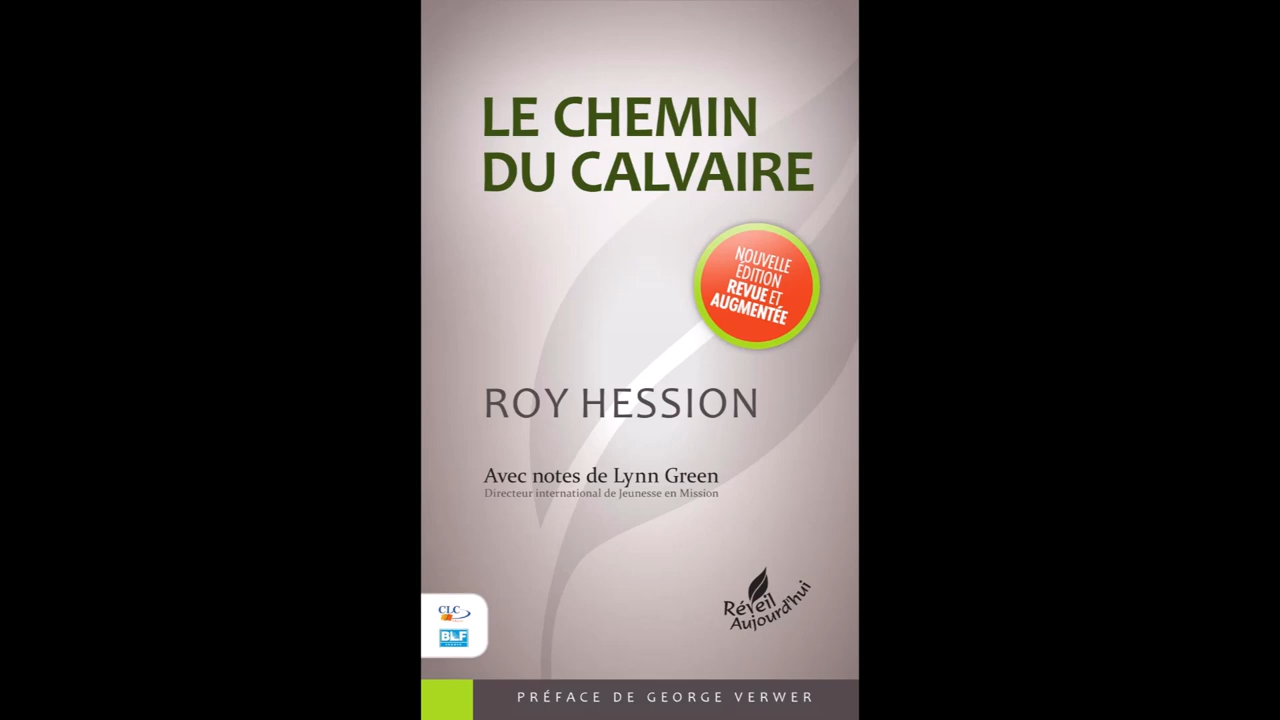 LE CHEMIN
DU CALVAIRE
NOUVELLE
ÉDITION
REVUE ET
AUGMENTÉE
ROY HESSION
Avec notes de Lynn Green
Directeur international de Jeunesse en Mission
Réveil
Aujourd'hui
CLC
BLF
PRÉFACE DE GEORGE VERWER